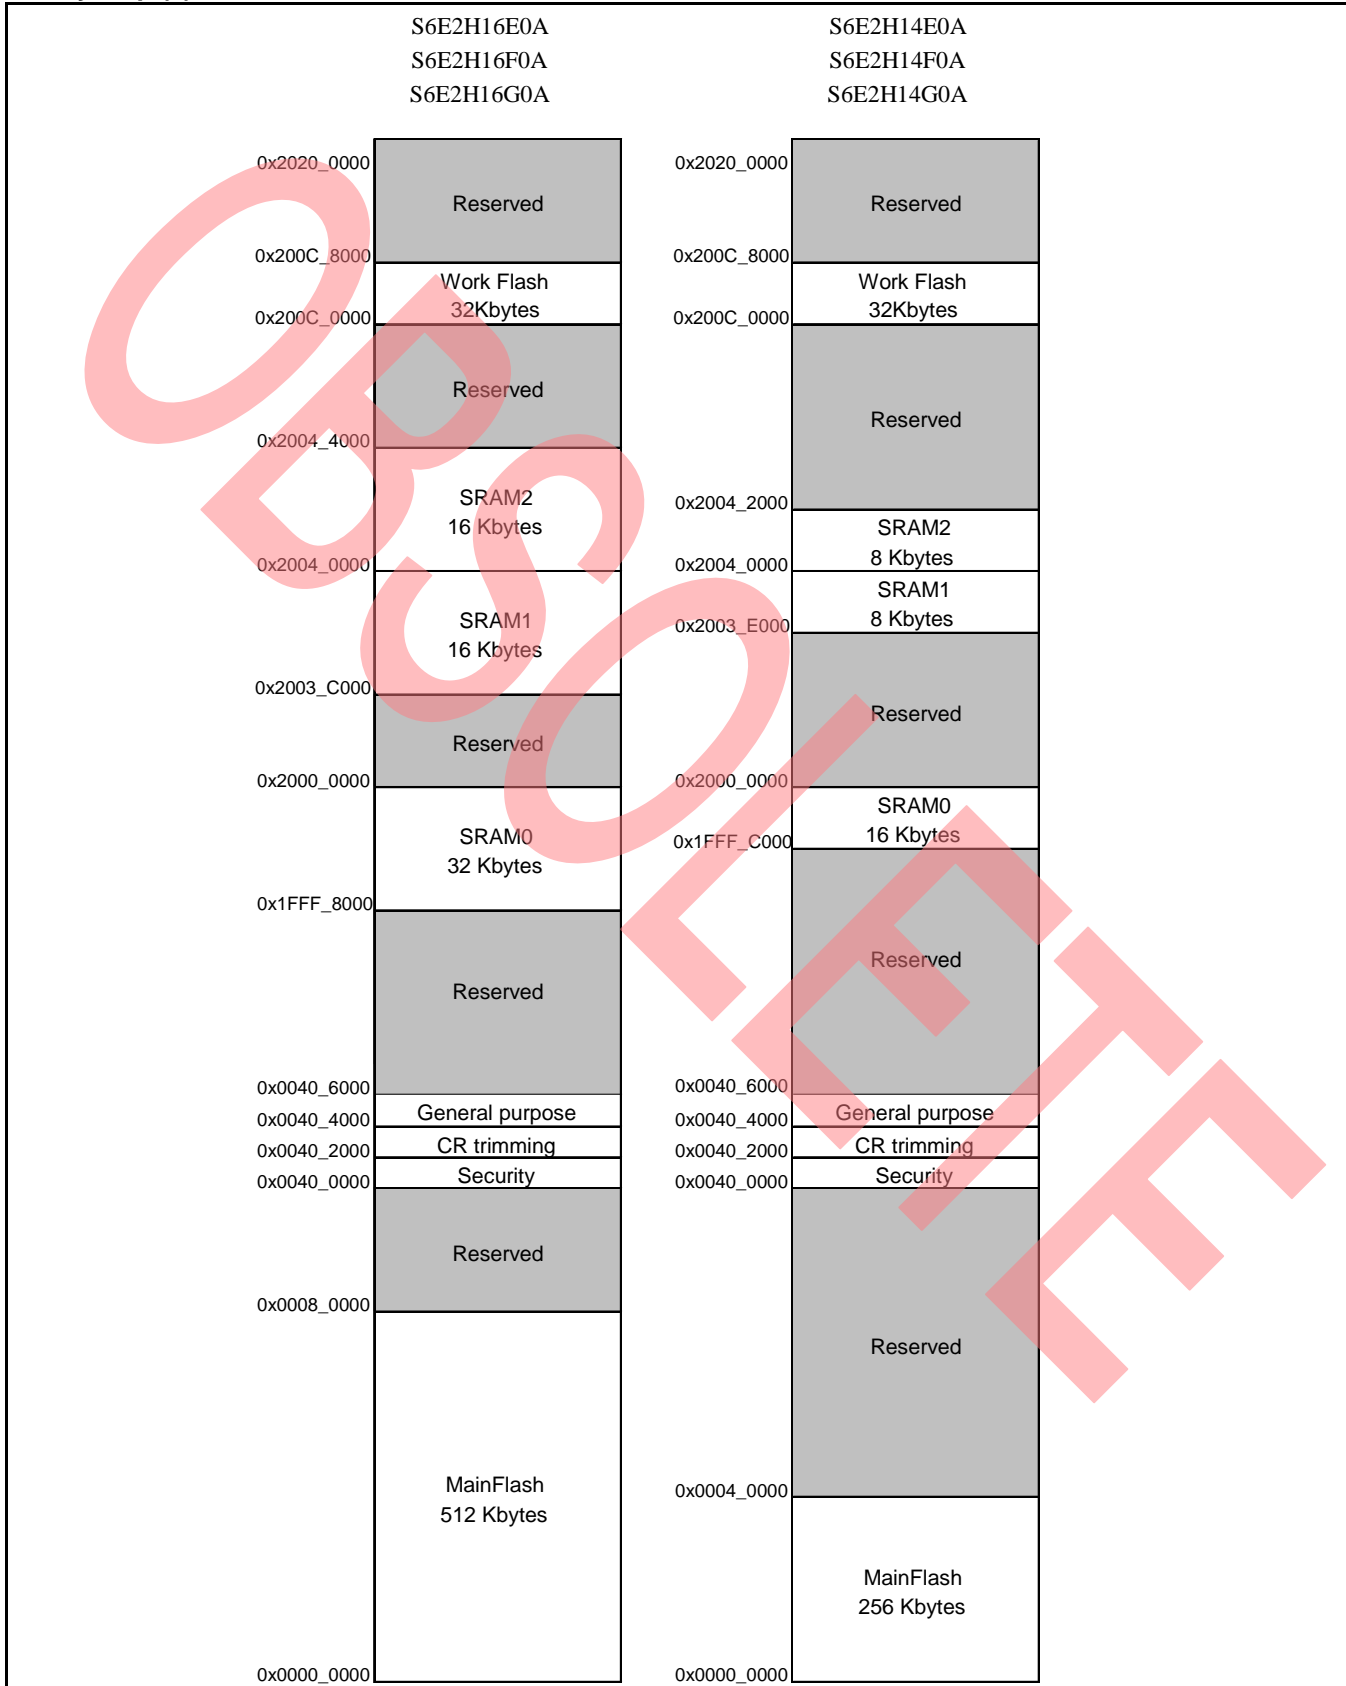 S6E2H16E0A
S6E2H16F0A
S6E2H16G0A
0x2020_0000
Reserved
0x200C_8000
Work Flash
32Kbytes
0x200C_0000
Reserved
0x2004_4000
SRAM2
16 Kbytes
0x2004_0000
SRAM1
16 Kbytes
0x2003_C000
Reserved
0x2000_0000
SRAM0
32 Kbytes
0x1FFF_8000
Reserved
0x0040_6000
General purpose
0x0040_4000
CR trimming
0x0040_2000
Security
0x0040_0000
Reserved
0x0008_0000
MainFlash
512 Kbytes
0x0000_0000
S6E2H14E0A
S6E2H14F0A
S6E2H14G0A
0x2020_0000
Reserved
0x200C_8000
Work Flash
32Kbytes
0x200C_0000
Reserved
0x2004_2000
SRAM2
8 Kbytes
0x2004_0000
SRAM1
8 Kbytes
0x2003_E000
Reserved
0x2000_0000
SRAM0
16 Kbytes
0x1FFF_C000
Reserved
0x0040_6000
General purpose
0x0040_4000
CR trimming
0x0040_2000
Security
0x0040_0000
Reserved
0x0004_0000
MainFlash
256 Kbytes
0x0000_0000
OBSOLETE